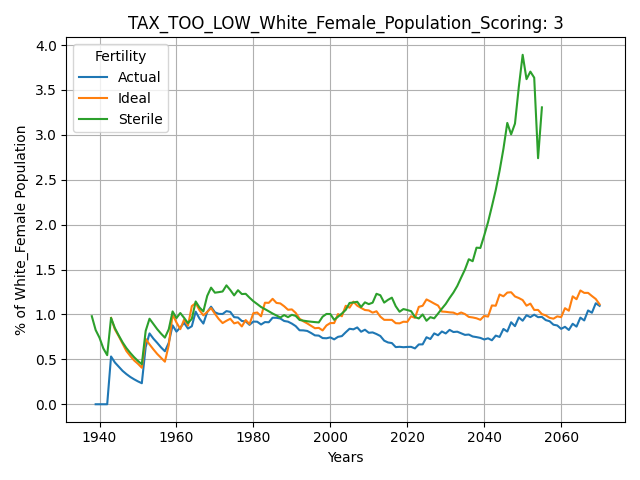 TAX_TOO_LOW_White_Female_Population_Scoring: 3
% of White_Female Population
4.0
3.5
3.0
2.5
2.0
1.5
1.0
0.5
0.0
Fertility
Actual
Ideal
Sterile
1940 1960 1980 2000 2020 2040 2060
Years